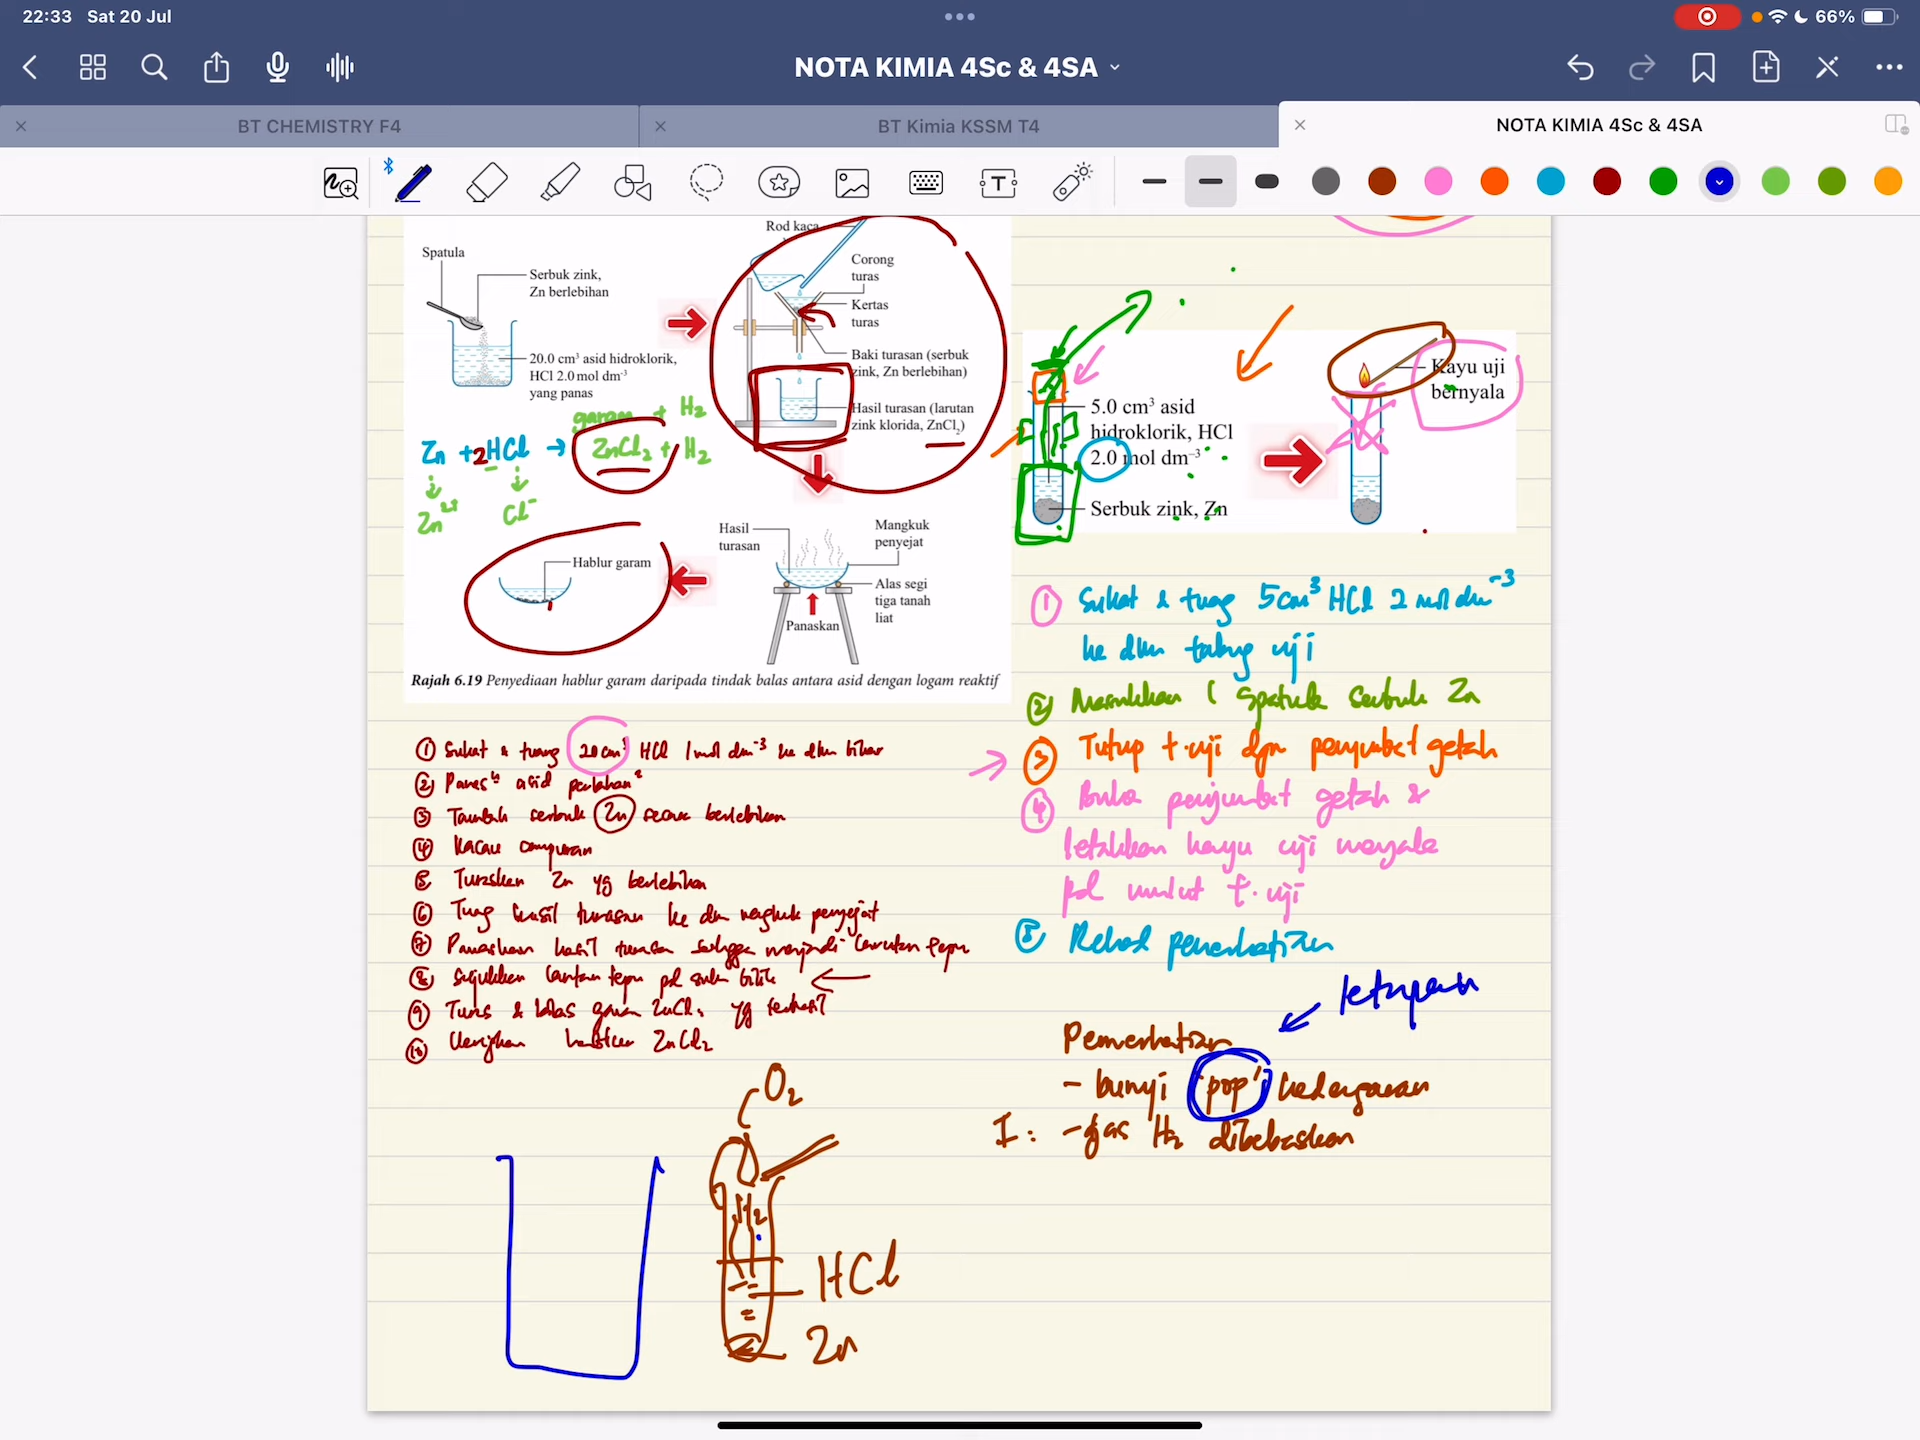 22:33 Sat 20 Jul
66%
NOTA KIMIA 4Sc & 4SA
BT CHEMISTRY F4
BT Kimia KSSM T4
NOTA KIMIA 4Sc & 4SA
Rod kaca
Spatula
Serbuk zink,
Zn berlebihan
20.0 cm³ asid hidroklorik,
HCl 2.0 mol dm⁻³
yang panas
Corong
turas
Kertas
turas
Baki turasan (serbuk
zink, Zn berlebihan)
Hasil turasan (larutan
zink klorida, ZnCl₂)
garam + H₂
Zn + 2HCl → ZnCl₂ + H₂
Zn²⁺ Cl⁻
Hablur garam
Hasil
turasan
Mangkuk
penyejat
Alas segi
tiga tanah
liat
Panaskan
Rajah 6.19 Penyediaan hablur garam daripada tindak balas antara asid dengan logam reaktif
5.0 cm³ asid
hidroklorik, HCl
2.0 mol dm⁻³
Serbuk zink, Zn
Kayu uji
bernyala
① Sukat & tuang 20 cm³ HCl 1 mol dm⁻³ ke dlm bikar
② Panas⁴ asid perlahan²
③ Tambah serbuk Zn secara berlebihan
④ Kacau campuran
⑤ Turaskan Zn yg berlebihan
⑥ Tuang hasil turasan ke dlm mangkuk penyejat
⑦ Panaskan hasil turasan sehingga menjadi larutan tepu
⑧ Sejukkan larutan tepu pd suhu bilik
⑨ Turas & bilas garam ZnCl₂ yg terhasil
⑩ Keringkan hablur ZnCl₂
① Sukat & tuang 5cm³ HCl 2 mol dm⁻³
ke dlm tabung uji
② Masukkan 1 spatula serbuk Zn
③ Tutup t.uji dgn penyumbat getah
④ Buka penyumbat getah &
letakkan kayu uji menyala
pd mulut t.uji
⑤ Rekod pemerhatian
letupan
Pemerhatian
- bunyi 'pop' kedengaran
I: - gas H₂ dibebaskan
O₂
H₂
HCl
Zn